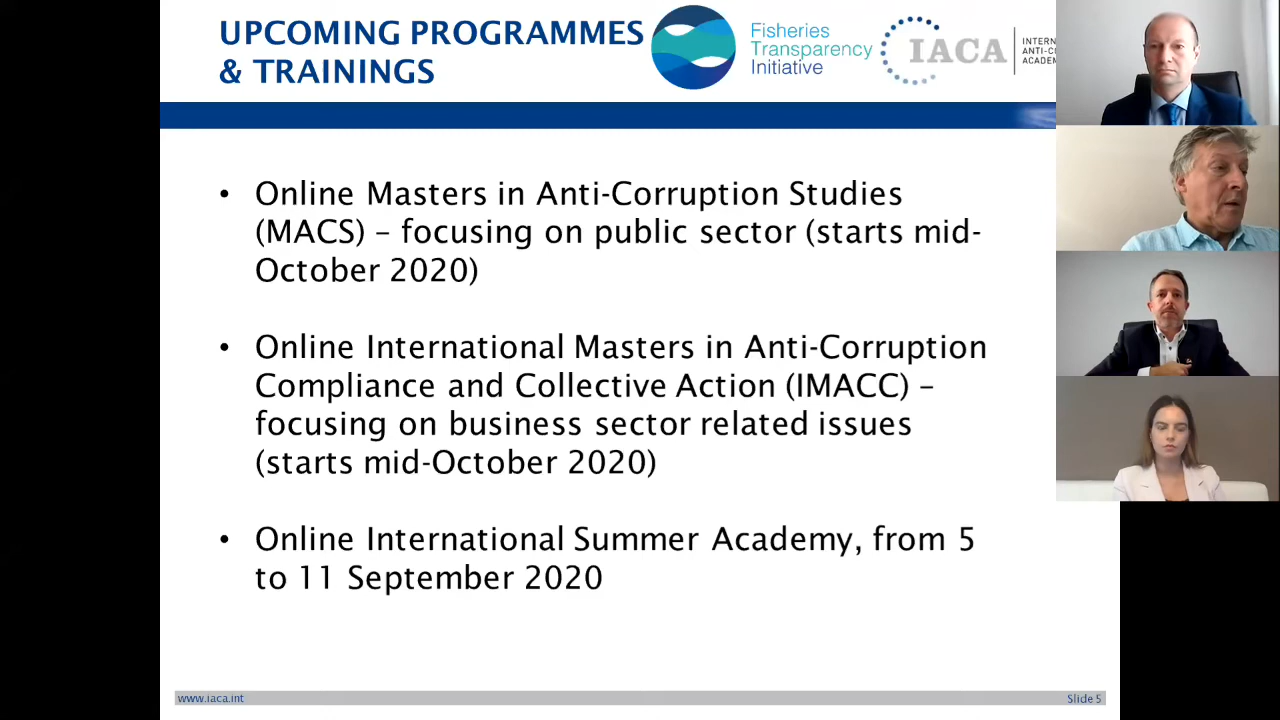 UPCOMING PROGRAMMES
& TRAININGS
Fisheries
Transparency
Initiative
IACA
INTERN
ANTI-C
ACADEM
• Online Masters in Anti-Corruption Studies
(MACS) – focusing on public sector (starts mid-
October 2020)
• Online International Masters in Anti-Corruption
Compliance and Collective Action (IMACC) –
focusing on business sector related issues
(starts mid-October 2020)
• Online International Summer Academy, from 5
to 11 September 2020
www.iaca.int
Slide 5